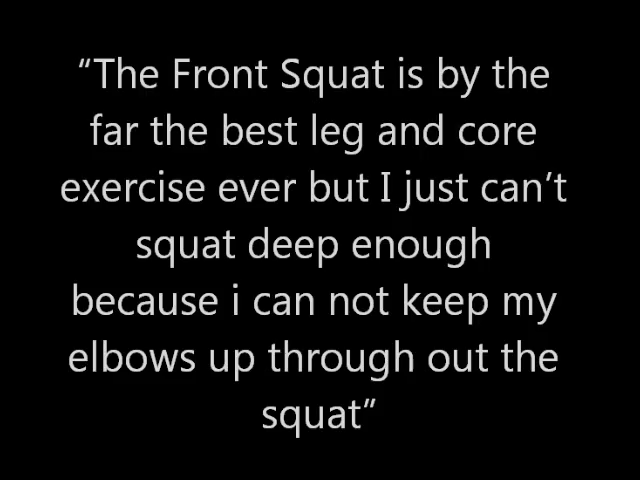 “The Front Squat is by the
far the best leg and core
exercise ever but I just can’t
squat deep enough
because i can not keep my
elbows up through out the
squat”